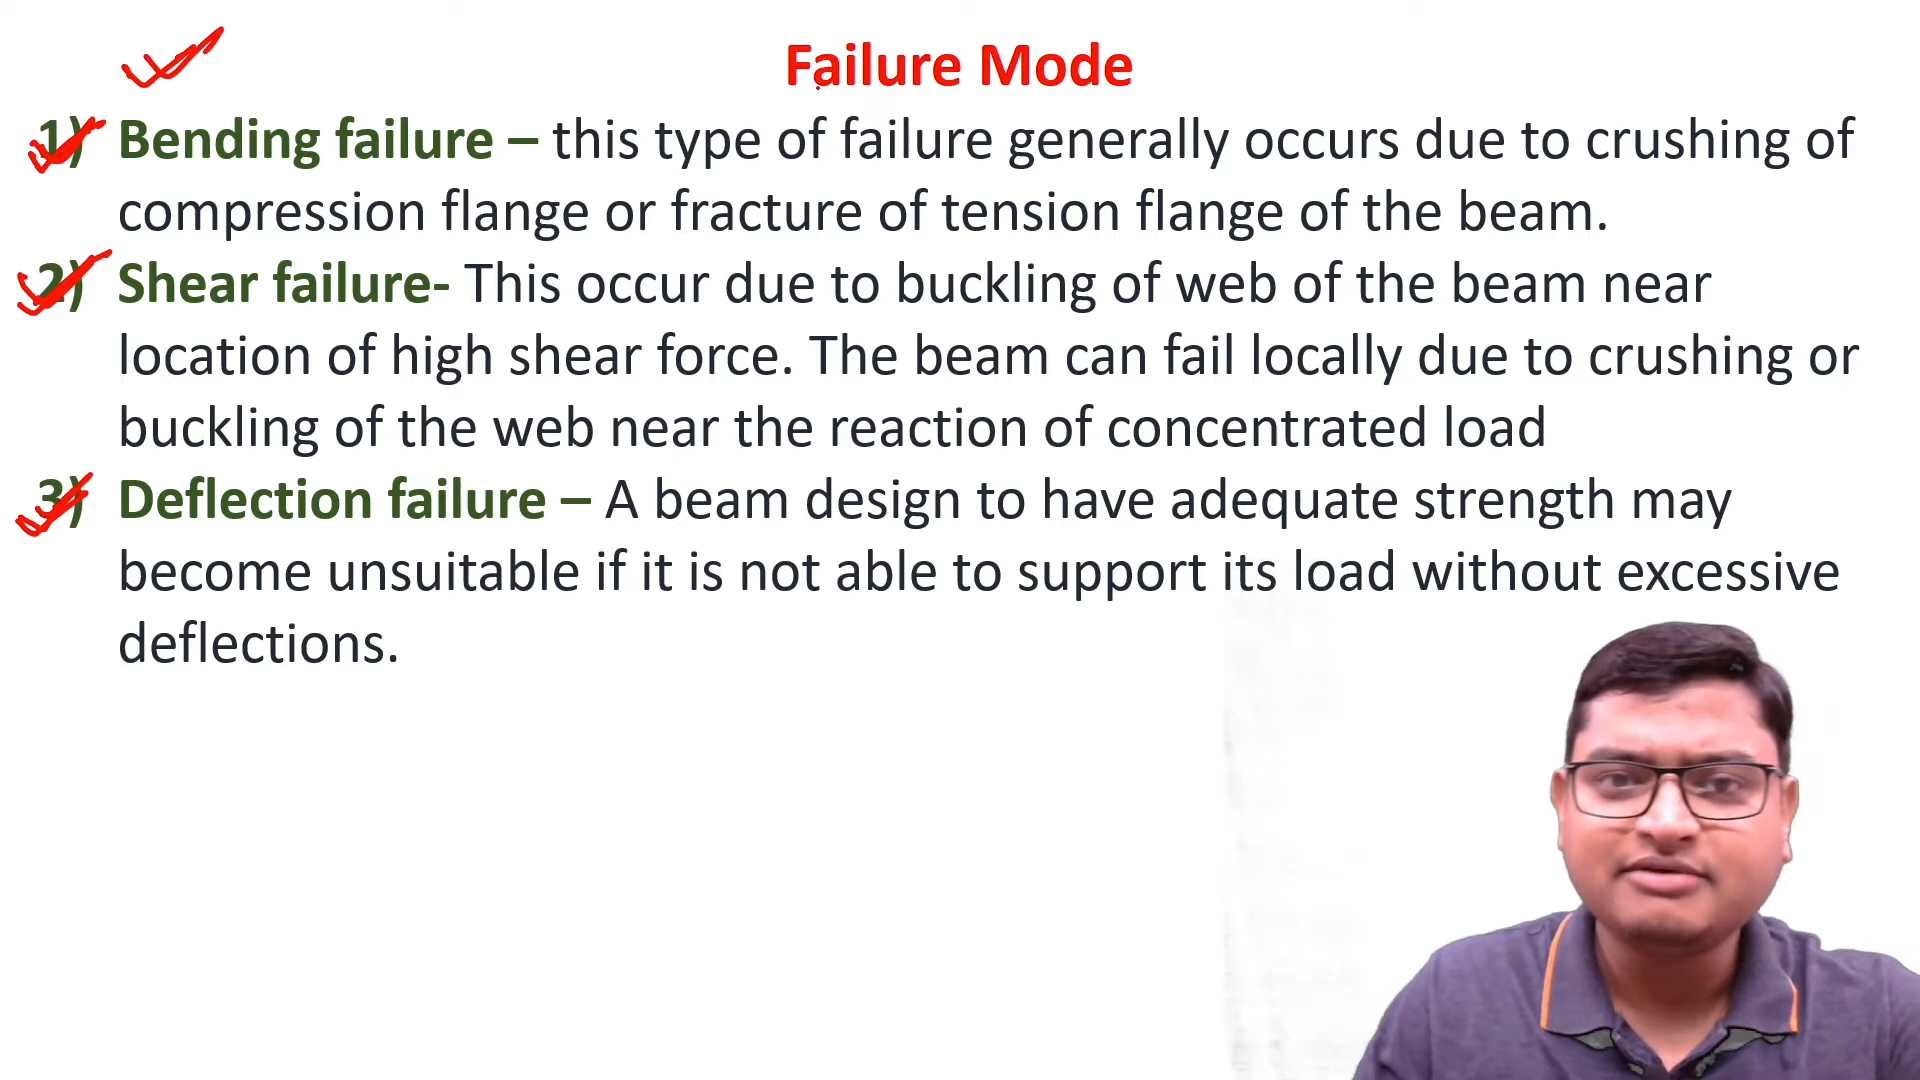 Failure Mode
1) Bending failure – this type of failure generally occurs due to crushing of
compression flange or fracture of tension flange of the beam.
2) Shear failure- This occur due to buckling of web of the beam near
location of high shear force. The beam can fail locally due to crushing or
buckling of the web near the reaction of concentrated load
3) Deflection failure – A beam design to have adequate strength may
become unsuitable if it is not able to support its load without excessive
deflections.